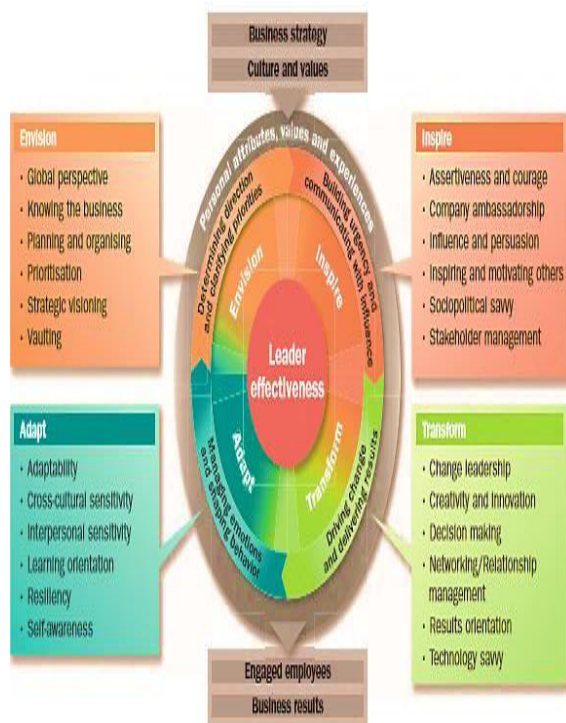 Business strategy
Culture and values
Envision
• Global perspective
• Knowing the business
• Planning and organising
• Prioritisation
• Strategic visioning
• Vaulting
Inspire
• Assertiveness and courage
• Company ambassadorship
• Influence and persuasion
• Inspiring and motivating others
• Sociopolitical savvy
• Stakeholder management
Personal attributes, values and experiences
Determining direction
and clarifying priorities
Building urgency and
communicating with influence
Envision
Inspire
Leader
effectiveness
Adapt
Transform
Managing emotions
and shaping behavior
Driving change
and delivering results
Adapt
• Adaptability
• Cross-cultural sensitivity
• Interpersonal sensitivity
• Learning orientation
• Resiliency
• Self-awareness
Transform
• Change leadership
• Creativity and Innovation
• Decision making
• Networking/Relationship
management
• Results orientation
• Technology savvy
Engaged employees
Business results